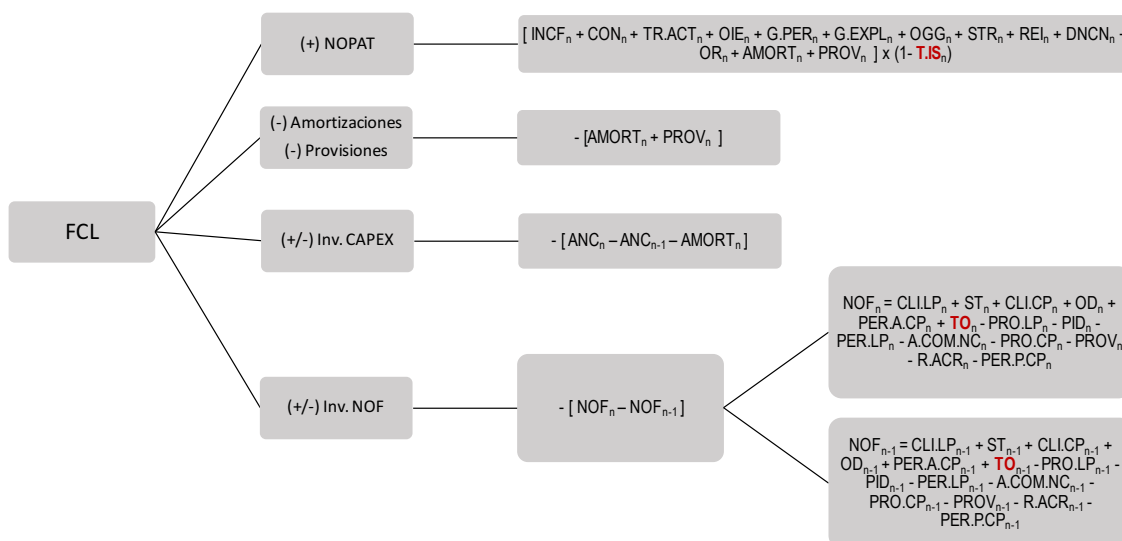 (+) NOPAT
[ INCFₙ + CONₙ + TR.ACTₙ + OIEₙ + G.PERₙ + G.EXPLₙ + OGGₙ + STRₙ + REIₙ + DNCNₙ +
ORₙ + AMORTₙ + PROVₙ ] x (1- T.ISₙ)
(-) Amortizaciones
(-) Provisiones
- [AMORTₙ + PROVₙ ]
FCL
(+/-) Inv. CAPEX
- [ ANCₙ – ANCₙ₋₁ – AMORTₙ ]
(+/-) Inv. NOF
- [ NOFₙ – NOFₙ₋₁ ]
NOFₙ = CLI.LPₙ + STₙ + CLI.CPₙ + ODₙ +
PER.A.CPₙ + TOₙ - PRO.LPₙ - PIDₙ -
PER.LPₙ - A.COM.NCₙ - PRO.CPₙ - PROVₙ
- R.ACRₙ - PER.P.CPₙ
NOFₙ₋₁ = CLI.LPₙ₋₁ + STₙ₋₁ + CLI.CPₙ₋₁ +
ODₙ₋₁ + PER.A.CPₙ₋₁ + TOₙ₋₁ - PRO.LPₙ₋₁ -
PIDₙ₋₁ - PER.LPₙ₋₁ - A.COM.NCₙ₋₁ -
PRO.CPₙ₋₁ - PROVₙ₋₁ - R.ACRₙ₋₁ -
PER.P.CPₙ₋₁